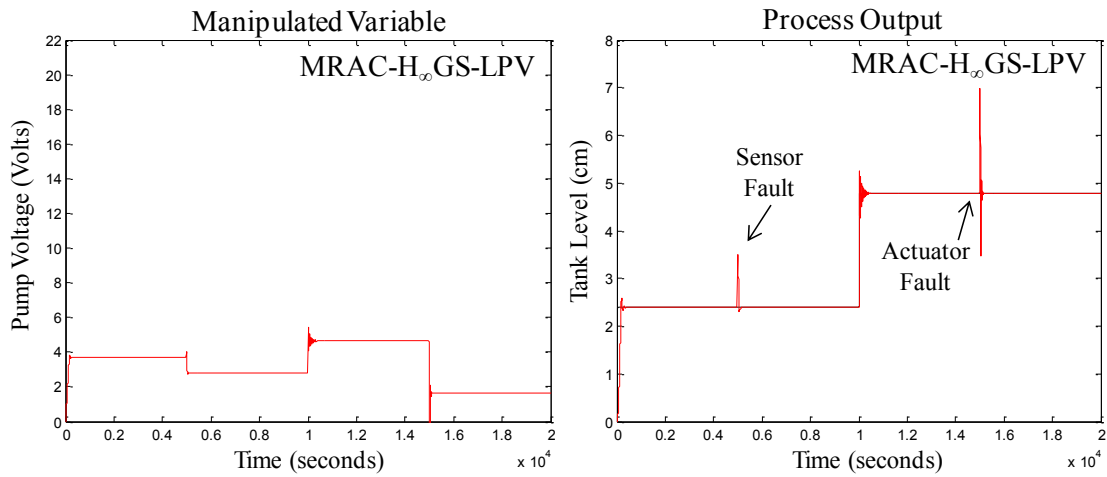 Manipulated Variable
MRAC-H∞GS-LPV
Pump Voltage (Volts)
22
20
18
16
14
12
10
8
6
4
2
0
0 0.2 0.4 0.6 0.8 1 1.2 1.4 1.6 1.8 2
x 10^4
Time (seconds)
Process Output
MRAC-H∞GS-LPV
Tank Level (cm)
8
7
6
5
4
3
2
1
0
Sensor
Fault
Actuator
Fault
0 0.2 0.4 0.6 0.8 1 1.2 1.4 1.6 1.8 2
x 10^4
Time (seconds)